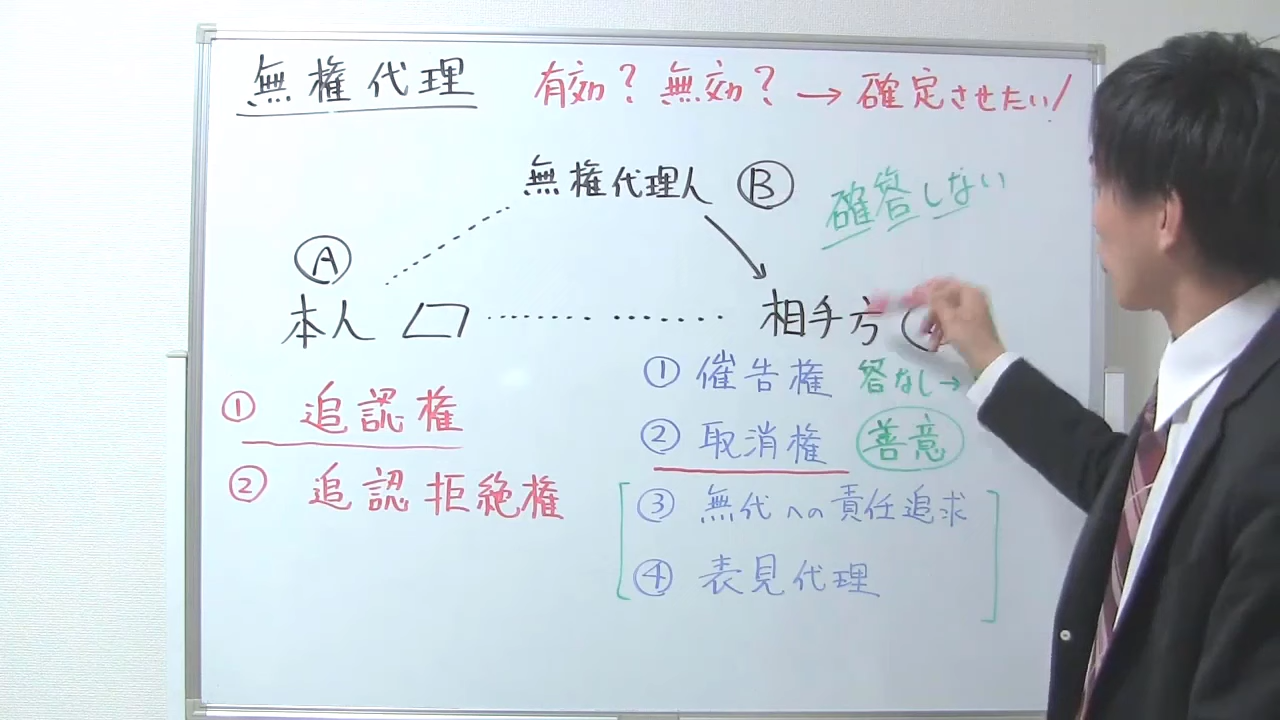 無権代理 有効？無効？→確定させたい！
無権代理人 Ⓑ 確答しない
Ⓐ
本人 相手方
① 催告権 答なし→
① 追認権
② 取消権 善意
② 追認拒絶権
③ 無代への責任追求
④ 表見代理